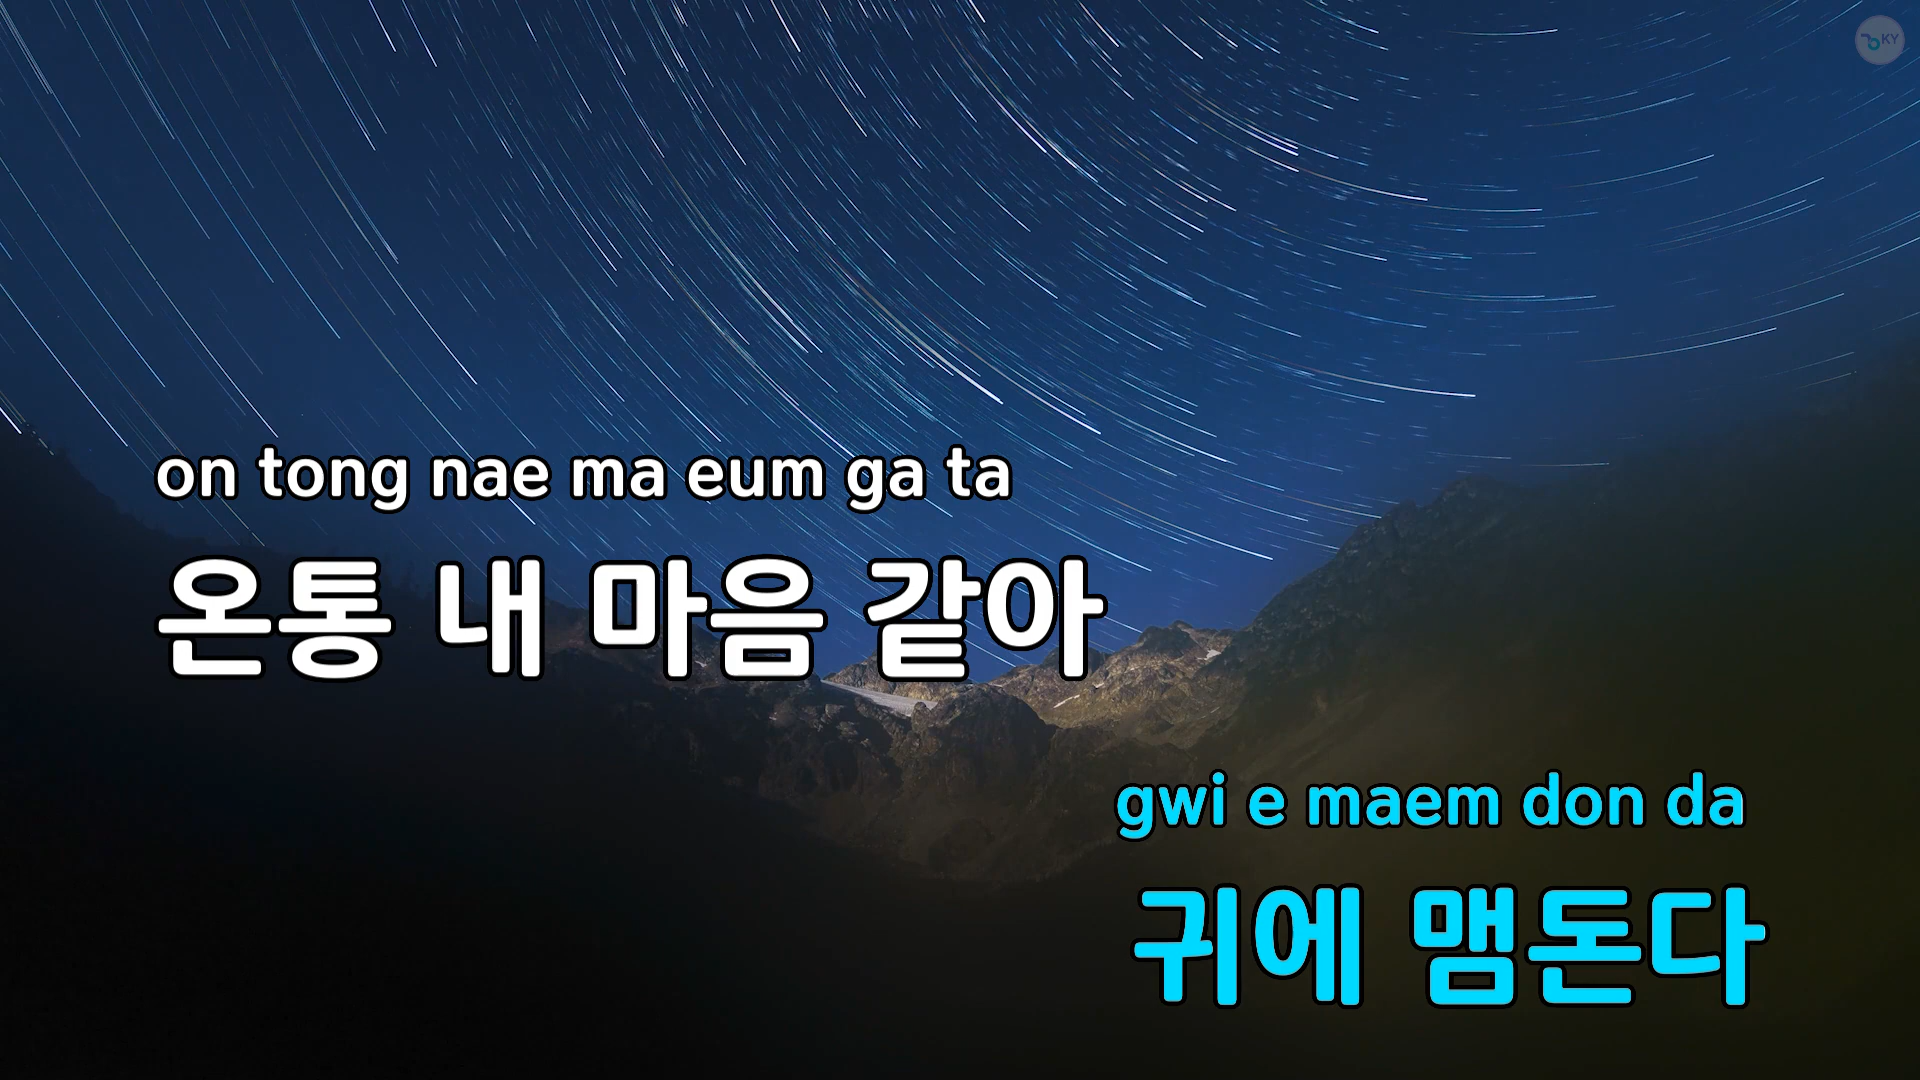 KY
on tong nae ma eum ga ta
온통 내 마음 같아
gwi e maem don da
귀에 맴돈다